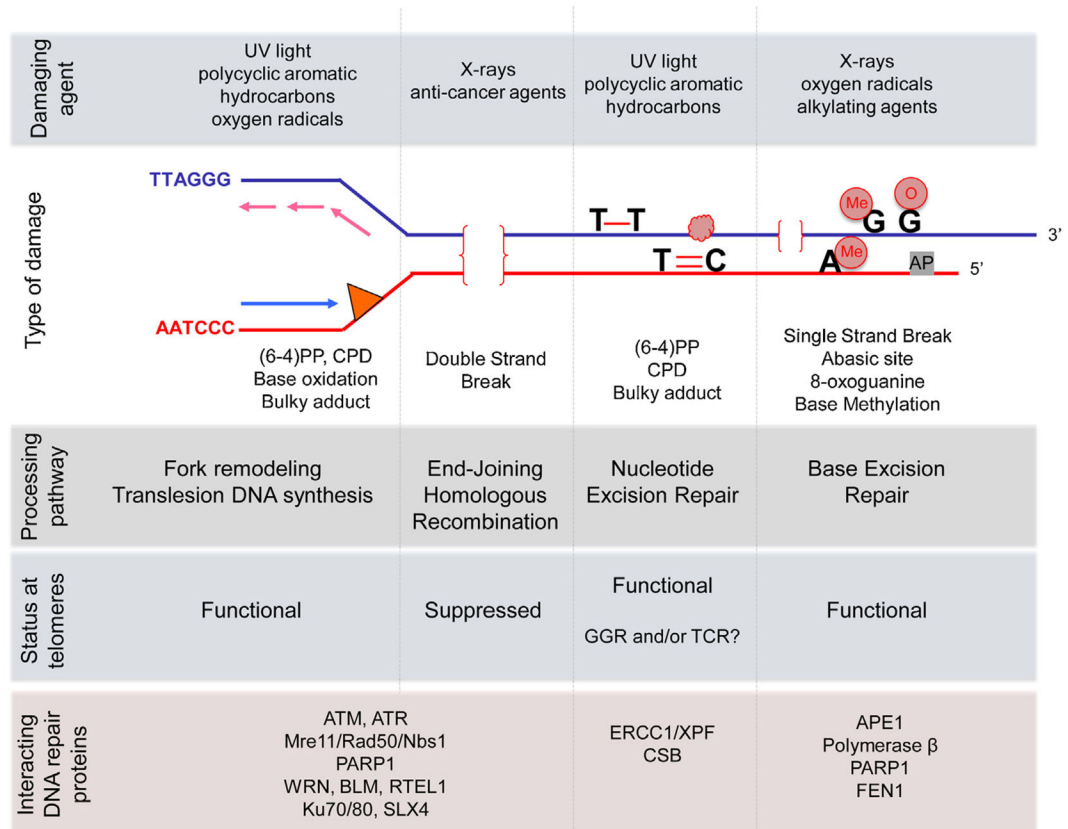 Damaging
agent
UV light
polycyclic aromatic
hydrocarbons
oxygen radicals
X-rays
anti-cancer agents
UV light
polycyclic aromatic
hydrocarbons
X-rays
oxygen radicals
alkylating agents
Type of damage
TTAGGG
AATCCC
T T
T C
Me
G
O
G
3’
A
Me
AP
5’
(6-4)PP, CPD
Base oxidation
Bulky adduct
Double Strand
Break
(6-4)PP
CPD
Bulky adduct
Single Strand Break
Abasic site
8-oxoguanine
Base Methylation
Processing
pathway
Fork remodeling
Translesion DNA synthesis
End-Joining
Homologous
Recombination
Nucleotide
Excision Repair
Base Excision
Repair
Status at
telomeres
Functional
Suppressed
Functional
GGR and/or TCR?
Functional
Interacting
DNA repair
proteins
ATM, ATR
Mre11/Rad50/Nbs1
PARP1
WRN, BLM, RTEL1
Ku70/80, SLX4
ERCC1/XPF
CSB
APE1
Polymerase β
PARP1
FEN1